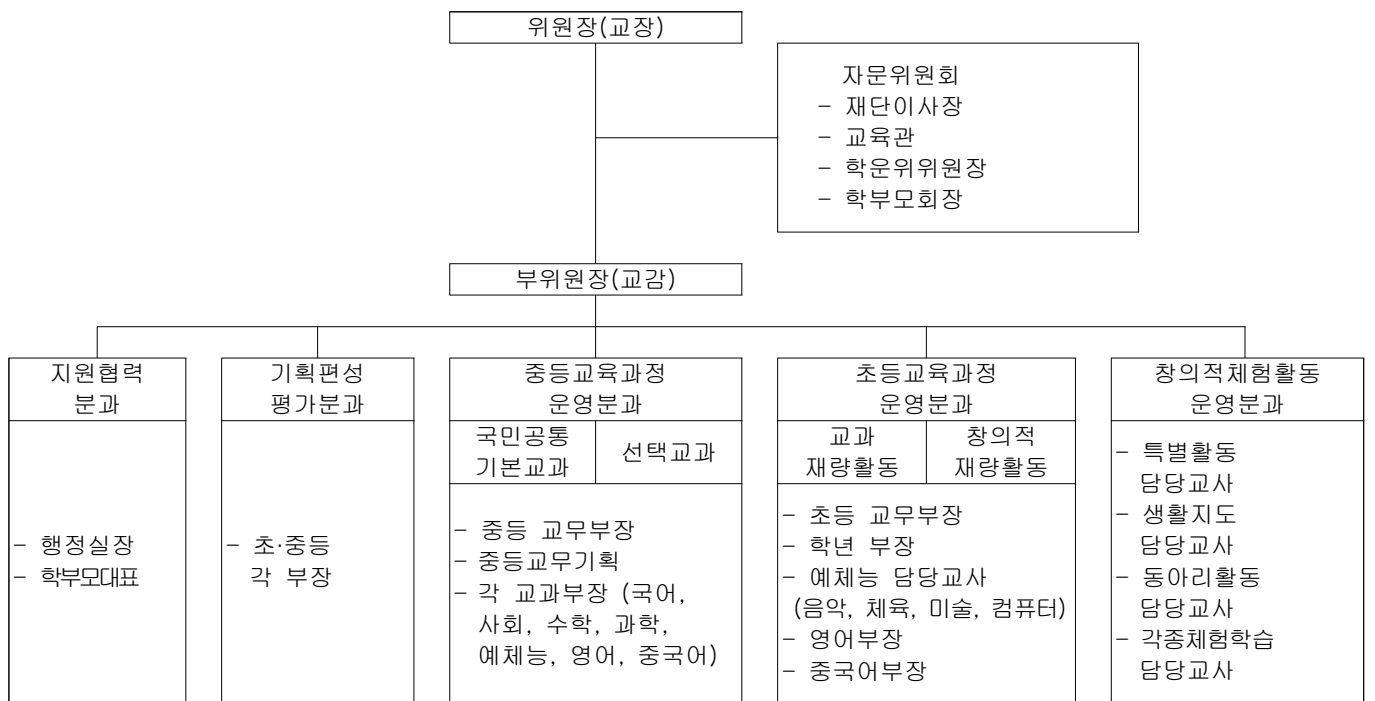 위원장(교장)
자문위원회
- 재단이사장
- 교육관
- 학운위위원장
- 학부모회장
부위원장(교감)
지원협력
분과
- 행정실장
- 학부모대표
기획편성
평가분과
- 초·중등
각 부장
중등교육과정
운영분과
국민공통
기본교과
선택교과
- 중등 교무부장
- 중등교무기획
- 각 교과부장 (국어,
사회, 수학, 과학,
예체능, 영어, 중국어)
초등교육과정
운영분과
교과
재량활동
창의적
재량활동
- 초등 교무부장
- 학년 부장
- 예체능 담당교사
(음악, 체육, 미술, 컴퓨터)
- 영어부장
- 중국어부장
창의적체험활동
운영분과
- 특별활동
담당교사
- 생활지도
담당교사
- 동아리활동
담당교사
- 각종체험학습
담당교사